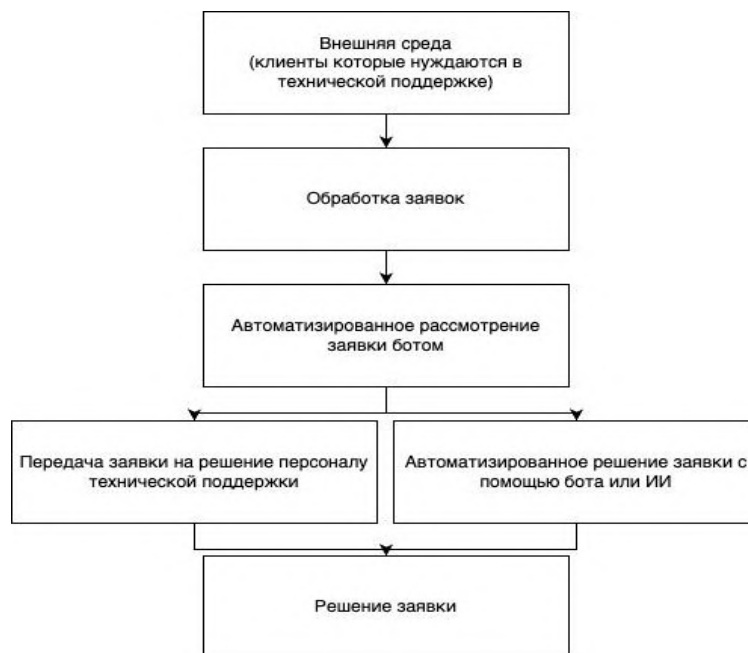 Внешняя среда
(клиенты которые нуждаются в
технической поддержке)
Обработка заявок
Автоматизированное рассмотрение
заявки ботом
Передача заявки на решение персоналу
технической поддержки
Автоматизированное решение заявки с
помощью бота или ИИ
Решение заявки